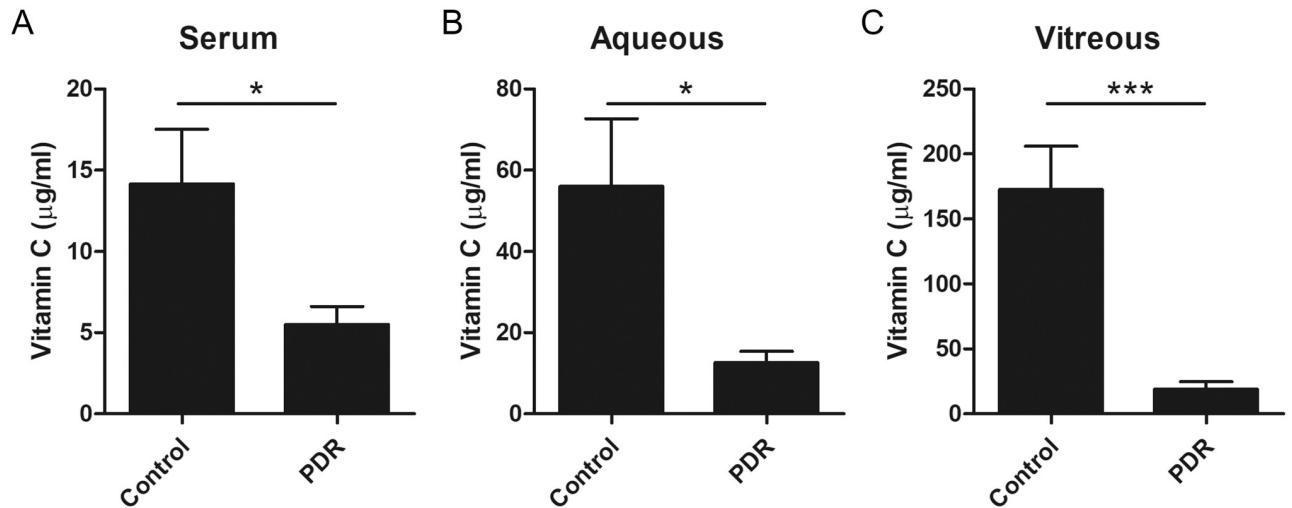 A
Serum
Vitamin C (μg/ml)
20
15
10
5
0
*
Control
PDR
B
Aqueous
Vitamin C (μg/ml)
80
60
40
20
0
*
Control
PDR
C
Vitreous
Vitamin C (μg/ml)
250
200
150
100
50
0
***
Control
PDR